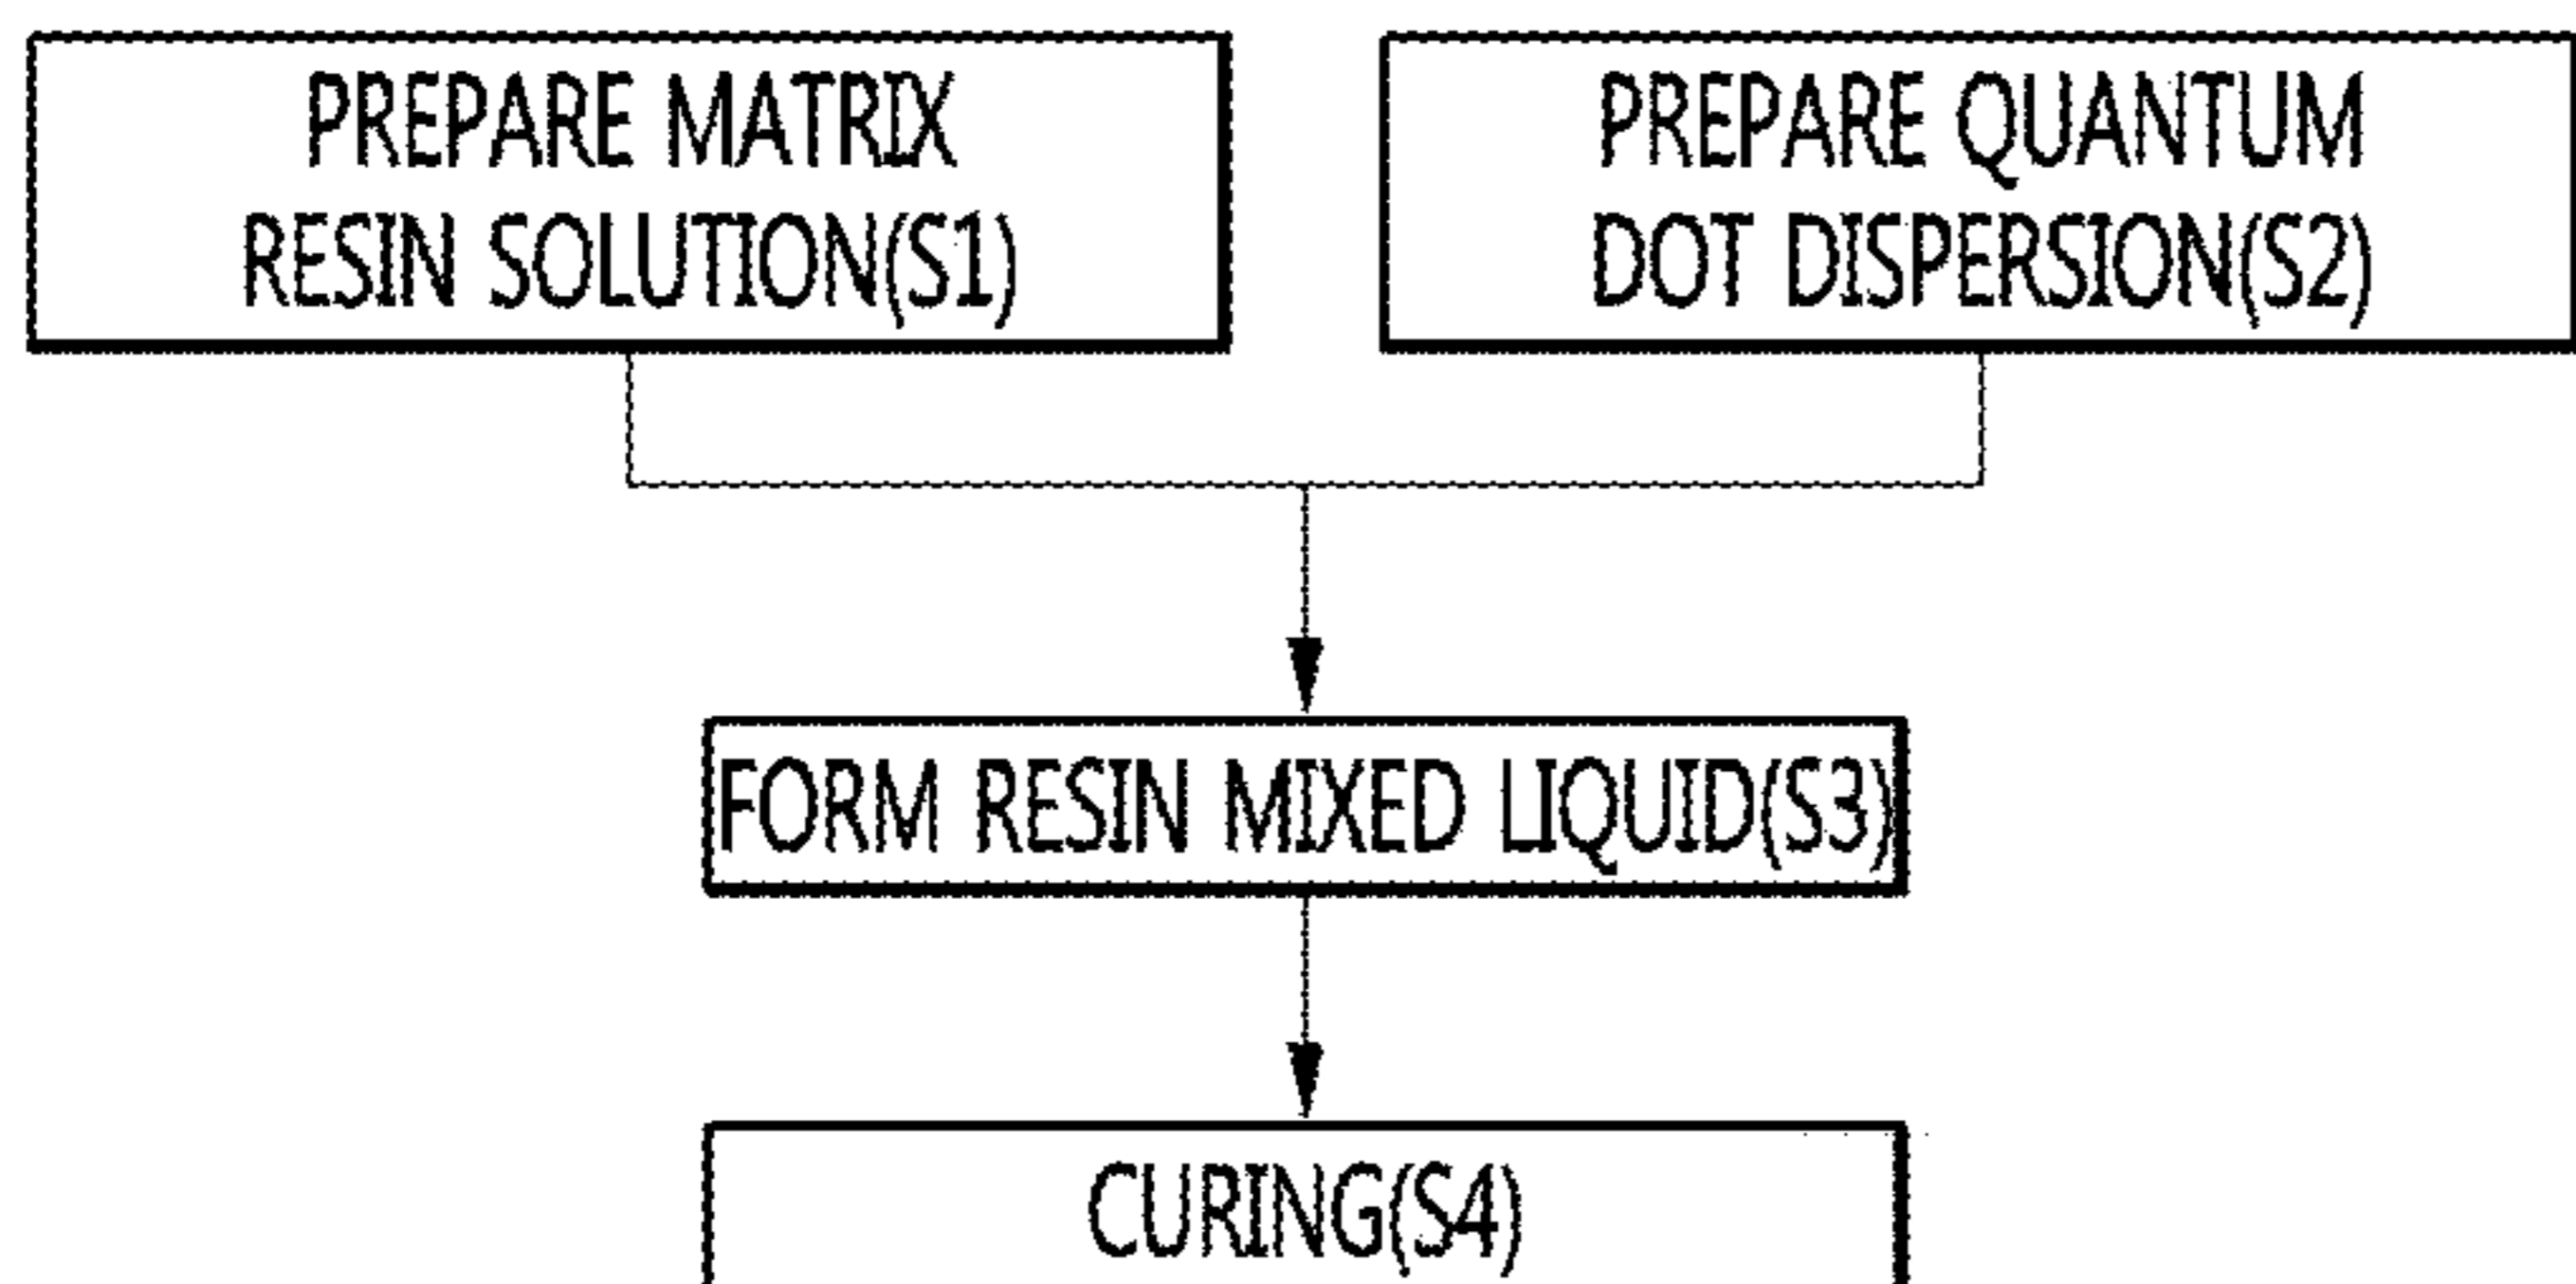 PREPARE MATRIX
RESIN SOLUTION(S1)
PREPARE QUANTUM
DOT DISPERSION(S2)
FORM RESIN MIXED LIQUID(S3)
CURING(S4)